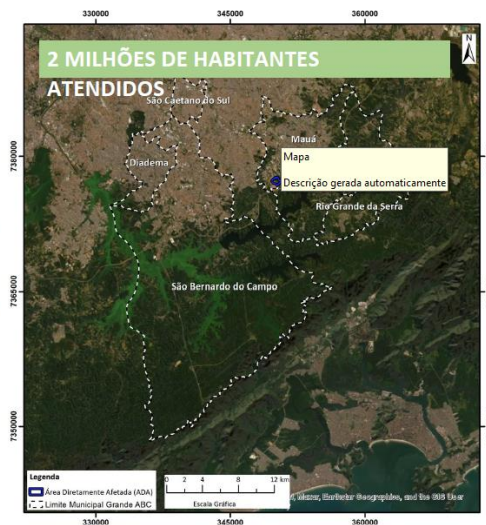 330000 345000 360000
N
2 MILHÕES DE HABITANTES
ATENDIDOS
São Caetano do Sul
Mauá
7380000
Diadema
Mapa
Descrição gerada automaticamente
Rio Grande da Serra
7365000
São Bernardo do Campo
7350000
Legenda
Área Diretamente Afetada (ADA)
Limite Municipal Grande ABC
0 2 4 8 12 km
Escala Gráfica
Maxar, Earthstar Geographics, and the GIS User
330000 345000 360000